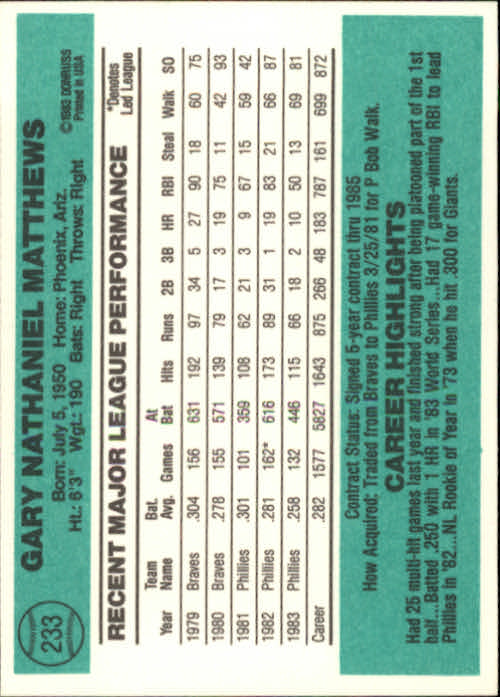 233
GARY NATHANIEL MATTHEWS
Born: July 5, 1950 Home: Phoenix, Ariz.
Ht.: 6'3" Wgt.: 190 Bats: Right Throws: Right
©1983 DONRUSS
Printed in USA
RECENT MAJOR LEAGUE PERFORMANCE
*Denotes
Led League
Team Bat. At
Year Name Avg. Games Bat Hits Runs 2B 3B HR RBI Steal Walk SO
1979 Braves .304 156 631 192 97 34 5 27 90 18 60 75
1980 Braves .278 155 571 139 79 17 3 19 75 11 42 93
1981 Phillies .301 101 359 108 62 21 3 9 67 15 59 42
1982 Phillies .281 162* 616 173 89 31 1 19 83 21 66 87
1983 Phillies .258 132 446 115 66 18 2 10 50 13 69 81
Career .282 1577 5827 1643 875 266 48 183 787 161 699 872
Contract Status: Signed 5-year contract thru 1985
How Acquired: Traded from Braves to Phillies 3/25/81 for P Bob Walk.
CAREER HIGHLIGHTS
Had 25 multi-hit games last year and finished strong after being platooned part of the 1st
half...Batted .250 with 1 HR in '83 World Series...Had 17 game-winning RBI to lead
Phillies in '82...NL Rookie of Year in '73 when he hit .300 for Giants.